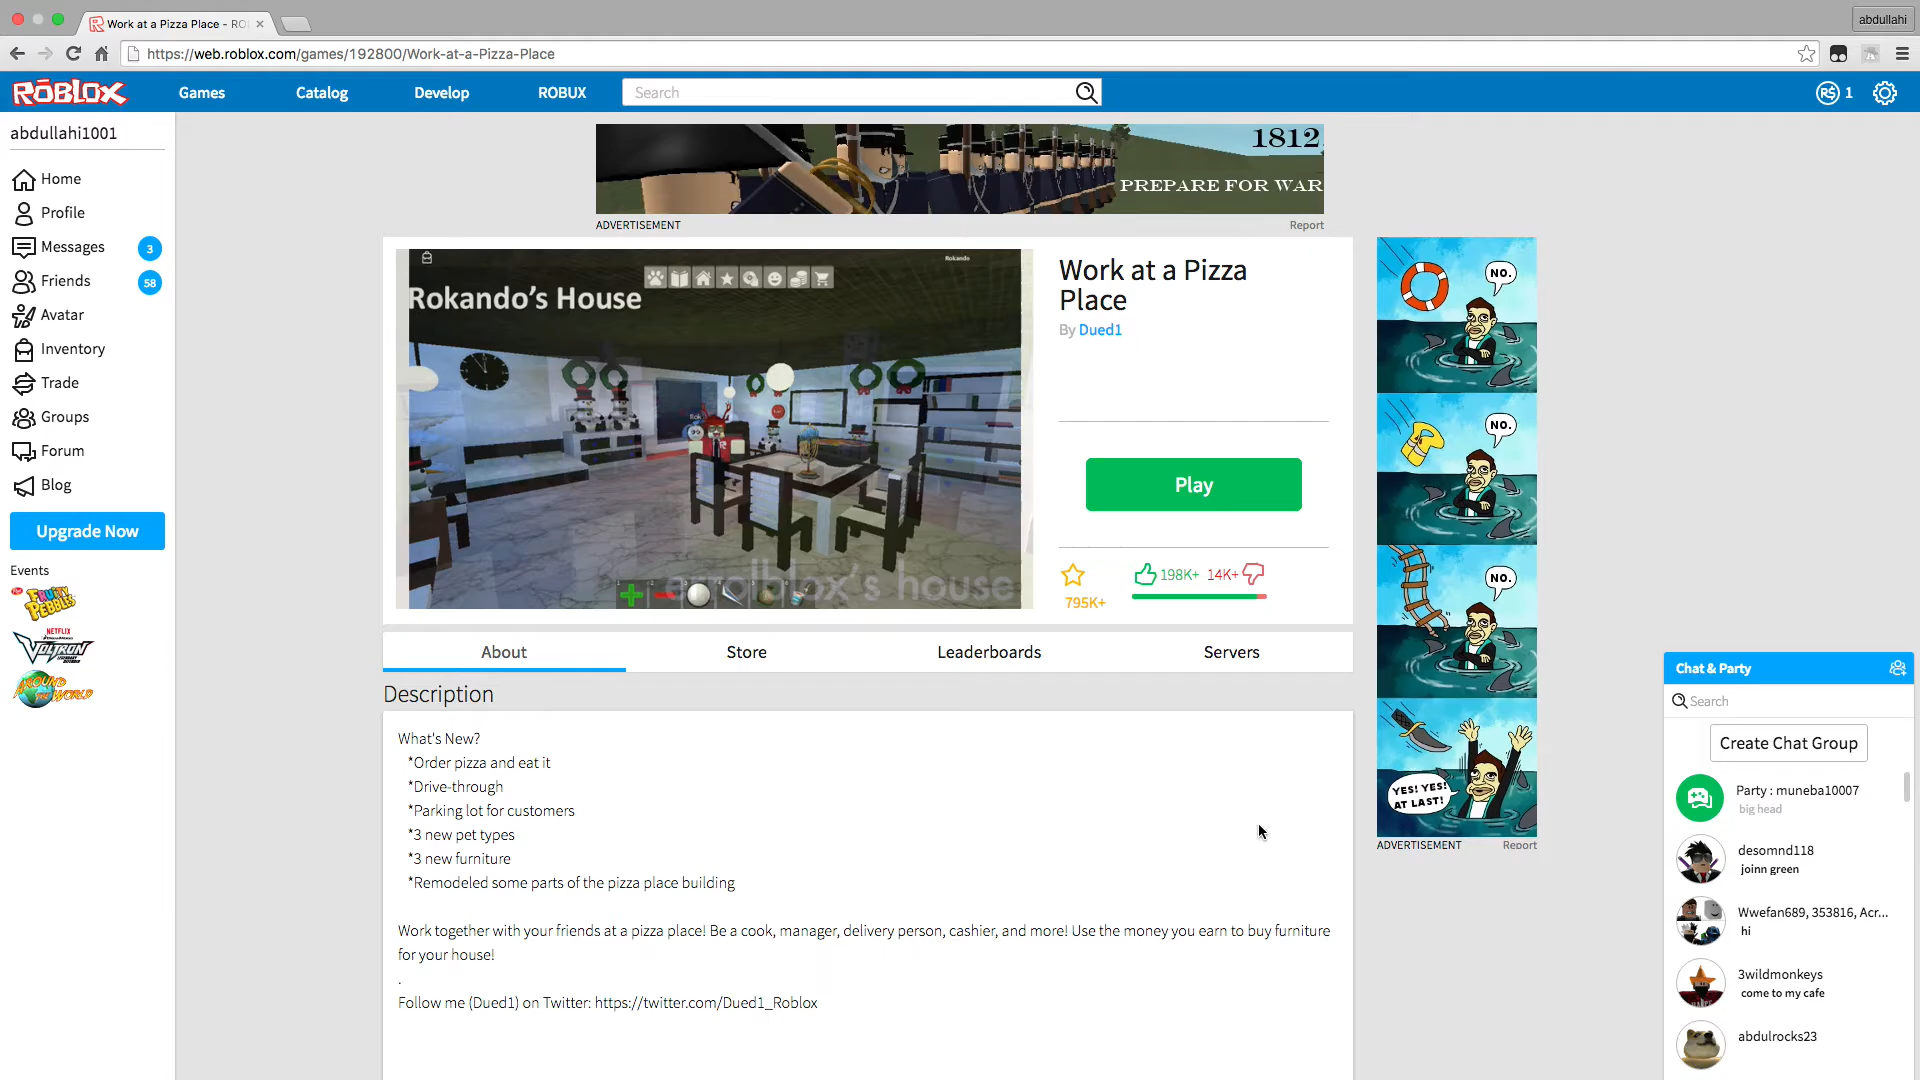 Work at a Pizza Place - RO
abdullahi
https://web.roblox.com/games/192800/Work-at-a-Pizza-Place
ROBLOX
Games
Catalog
Develop
ROBUX
Search
R$ 1
abdullahi1001
Home
Profile
Messages
3
Friends
58
Avatar
Inventory
Trade
Groups
Forum
Blog
Upgrade Now
Events
FRUITY PEBBLES
NETFLIX
VOLTRON
AROUND THE WORLD
1812
PREPARE FOR WAR
ADVERTISEMENT
Report
Rokando
Rokando's House
Work at a Pizza
Place
By Dued1
Play
795K+
198K+
14K+
About
Store
Leaderboards
Servers
Description
What's New?
*Order pizza and eat it
*Drive-through
*Parking lot for customers
*3 new pet types
*3 new furniture
*Remodeled some parts of the pizza place building
Work together with your friends at a pizza place! Be a cook, manager, delivery person, cashier, and more! Use the money you earn to buy furniture
for your house!
.
Follow me (Dued1) on Twitter: https://twitter.com/Dued1_Roblox
NO.
NO.
NO.
YES! YES!
AT LAST!
ADVERTISEMENT
Report
Chat & Party
Search
Create Chat Group
Party : muneba10007
big head
desomnd118
joinn green
Wwefan689, 353816, Acr...
hi
3wildmonkeys
come to my cafe
abdulrocks23